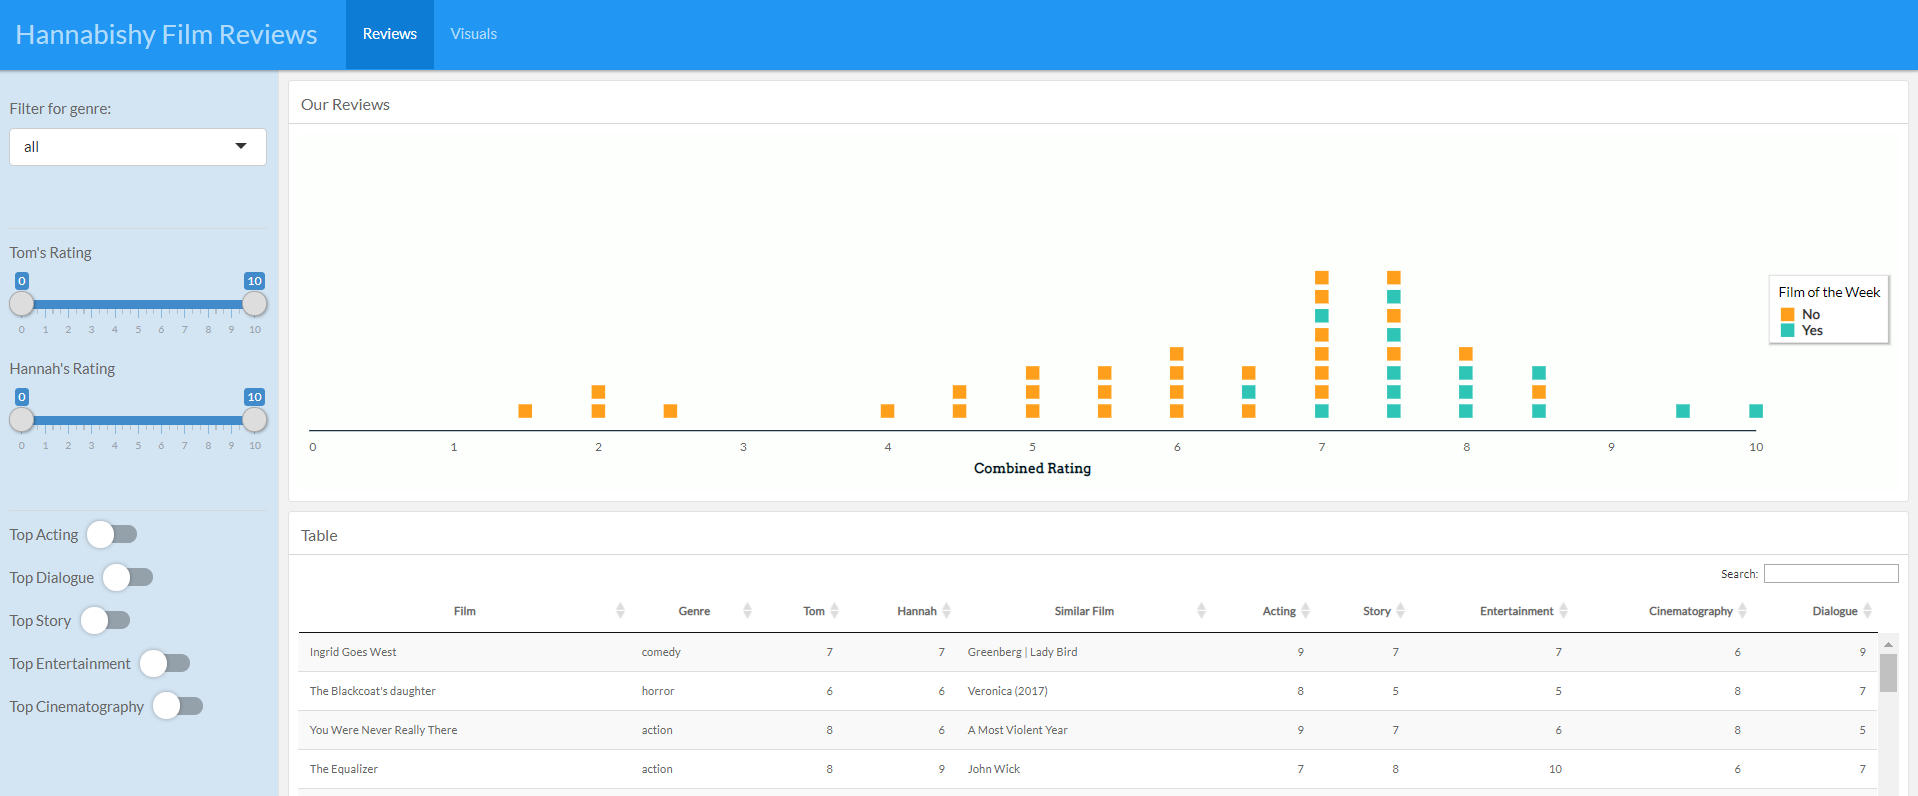 Hannabishy Film Reviews Reviews Visuals
Filter for genre:
all
Tom's Rating
0 10
0 1 2 3 4 5 6 7 8 9 10
Hannah's Rating
0 10
0 1 2 3 4 5 6 7 8 9 10
Top Acting
Top Dialogue
Top Story
Top Entertainment
Top Cinematography
Our Reviews
Film of the Week
No
Yes
0 1 2 3 4 5 6 7 8 9 10
Combined Rating
Table
Search:
Film Genre Tom Hannah Similar Film Acting Story Entertainment Cinematography Dialogue
Ingrid Goes West comedy 7 7 Greenberg | Lady Bird 9 7 7 6 9
The Blackcoat's daughter horror 6 6 Veronica (2017) 8 5 5 8 7
You Were Never Really There action 8 6 A Most Violent Year 9 7 6 8 5
The Equalizer action 8 9 John Wick 7 8 10 6 7